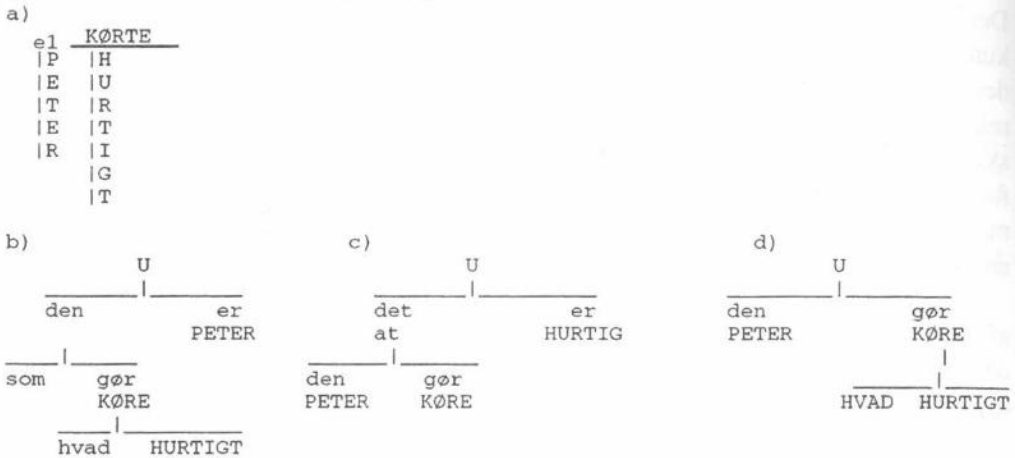 a)
e1 KØRTE
|P |H
|E |U
|T |R
|E |T
|R |I
|G
|T
b) c) d)
U U U
den er det er den gør
PETER at HURTIG PETER KØRE
som gør den gør
KØRE PETER KØRE HVAD HURTIGT
hvad HURTIGT